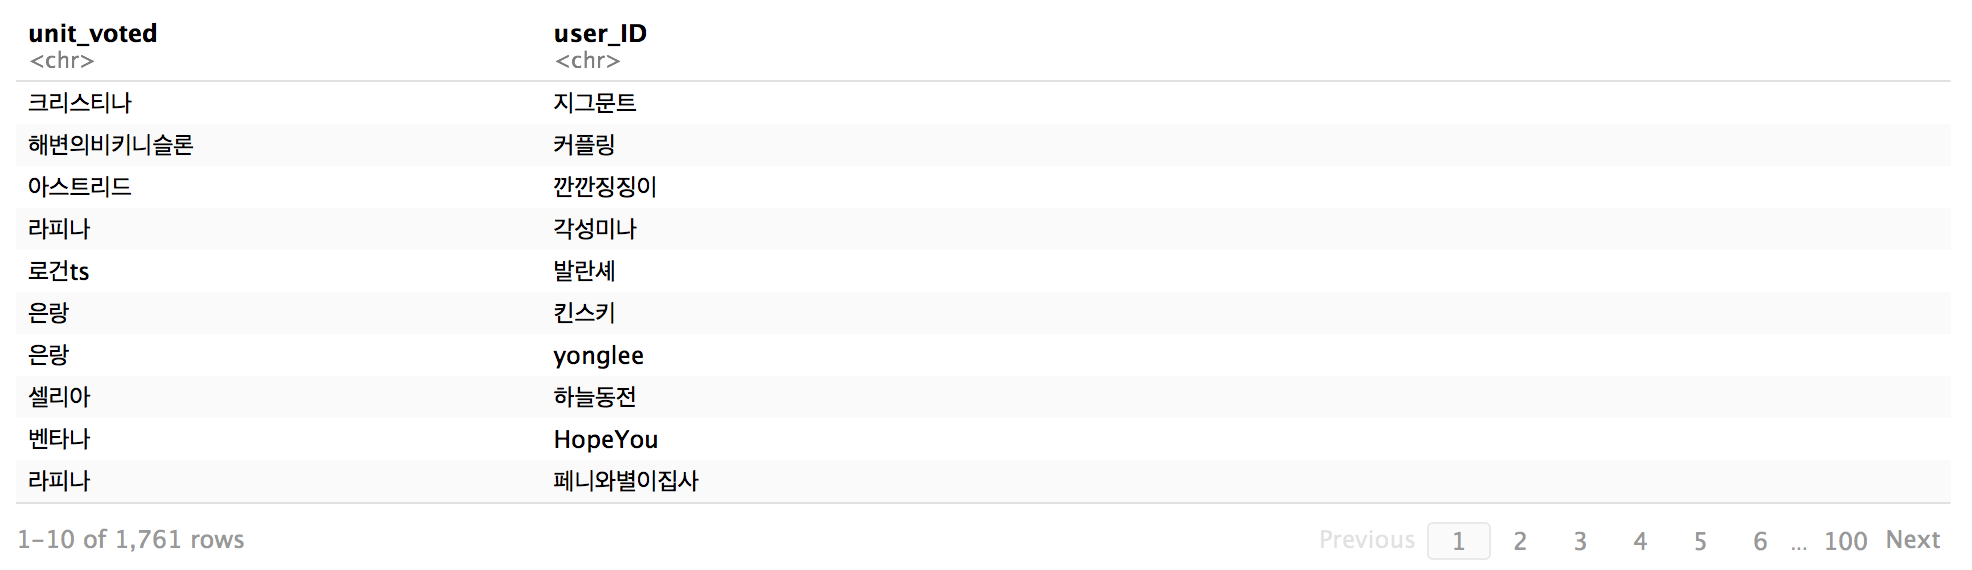 unit_voted user_ID
<chr> <chr>
크리스티나 지그문트
해변의비키니슬론 커플링
아스트리드 깐깐징징이
라피나 각성미나
로건ts 발란셰
은랑 킨스키
은랑 yonglee
셀리아 하늘동전
벤타나 HopeYou
라피나 페니와별이집사
1-10 of 1,761 rows Previous 1 2 3 4 5 6 ... 100 Next